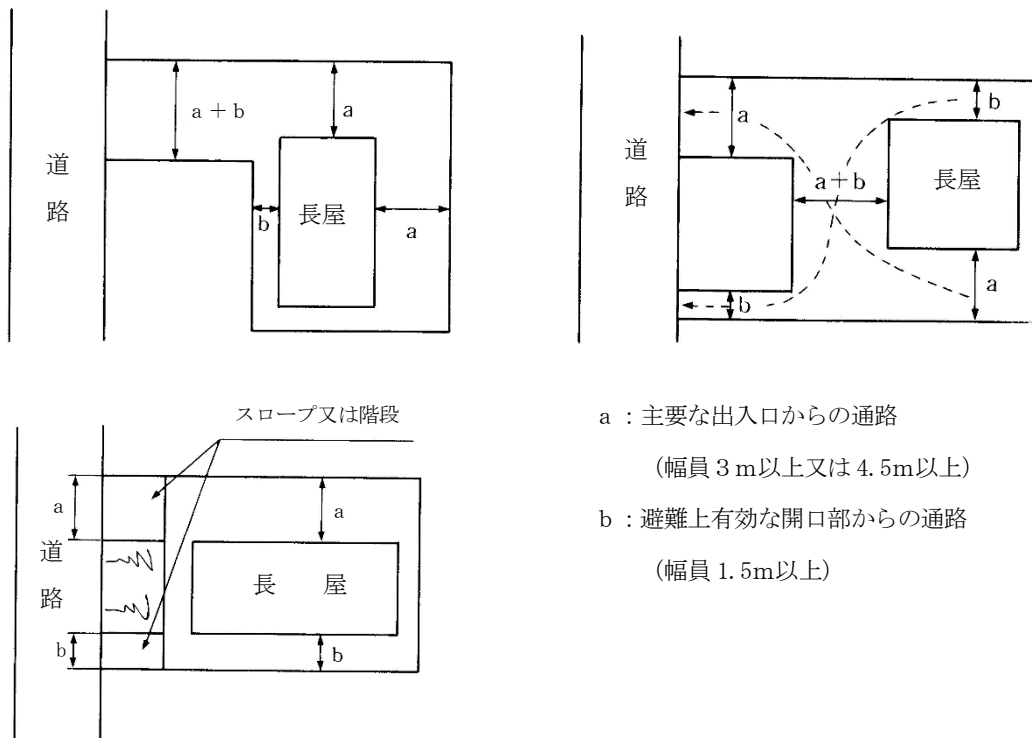 道路
a+b
a
b
長屋
a
道路
a
b
a+b
長屋
a
b
スロープ又は階段
a
道路
b
a
長 屋
b
a:主要な出入口からの通路
(幅員3m以上又は4.5m以上)
b:避難上有効な開口部からの通路
(幅員1.5m以上)